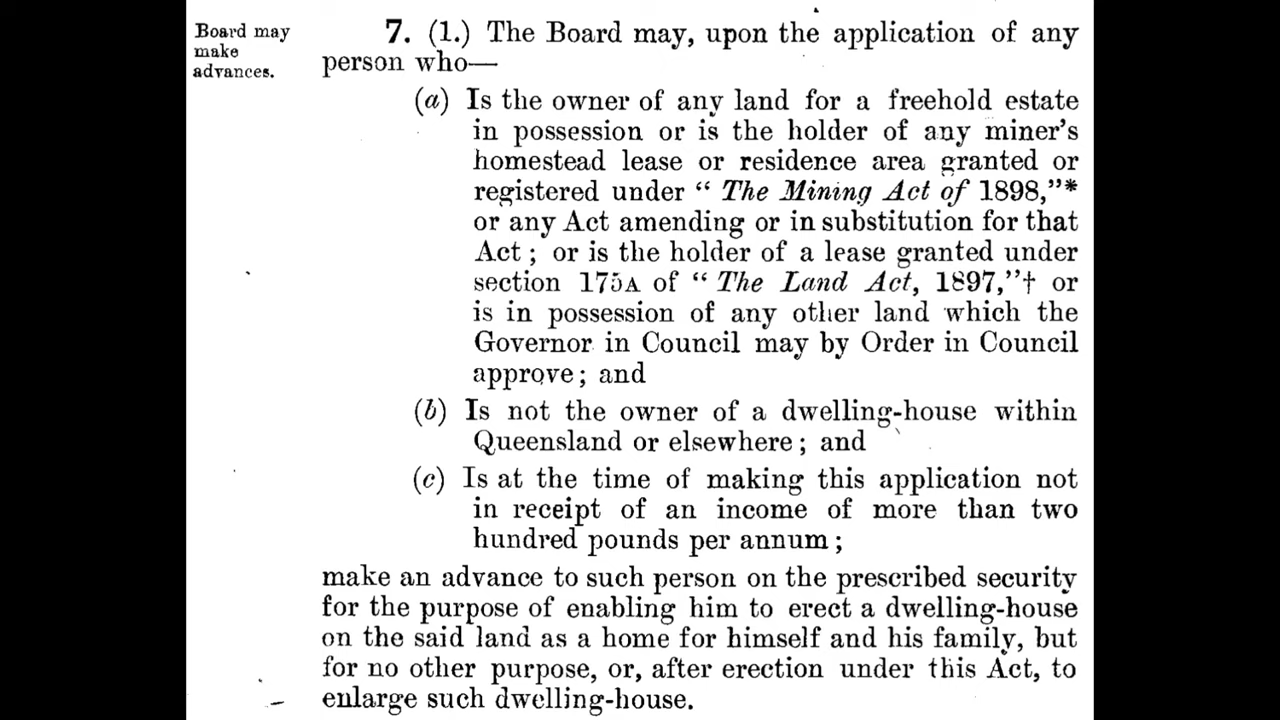 Board may
make
advances.
7. (1.) The Board may, upon the application of any
person who—
(a) Is the owner of any land for a freehold estate
in possession or is the holder of any miner's
homestead lease or residence area granted or
registered under " The Mining Act of 1898,"*
or any Act amending or in substitution for that
Act ; or is the holder of a lease granted under
section 175A of " The Land Act, 1897,"† or
is in possession of any other land which the
Governor in Council may by Order in Council
approve ; and
(b) Is not the owner of a dwelling-house within
Queensland or elsewhere ; and
(c) Is at the time of making this application not
in receipt of an income of more than two
hundred pounds per annum ;
make an advance to such person on the prescribed security
for the purpose of enabling him to erect a dwelling-house
on the said land as a home for himself and his family, but
for no other purpose, or, after erection under this Act, to
enlarge such dwelling-house.